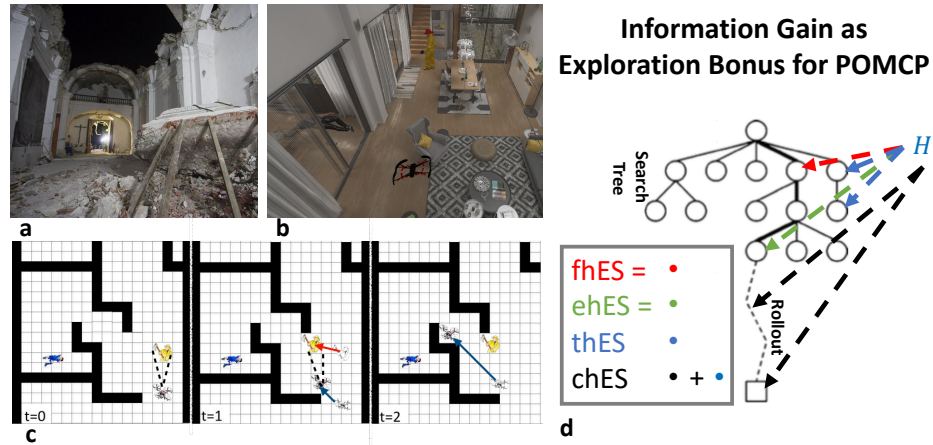 Information Gain as
Exploration Bonus for POMCP
H
Search
Tree
a
b
fhES = •
ehES = •
thES •
chES • + •
Rollout
t=0
t=1
t=2
c
d